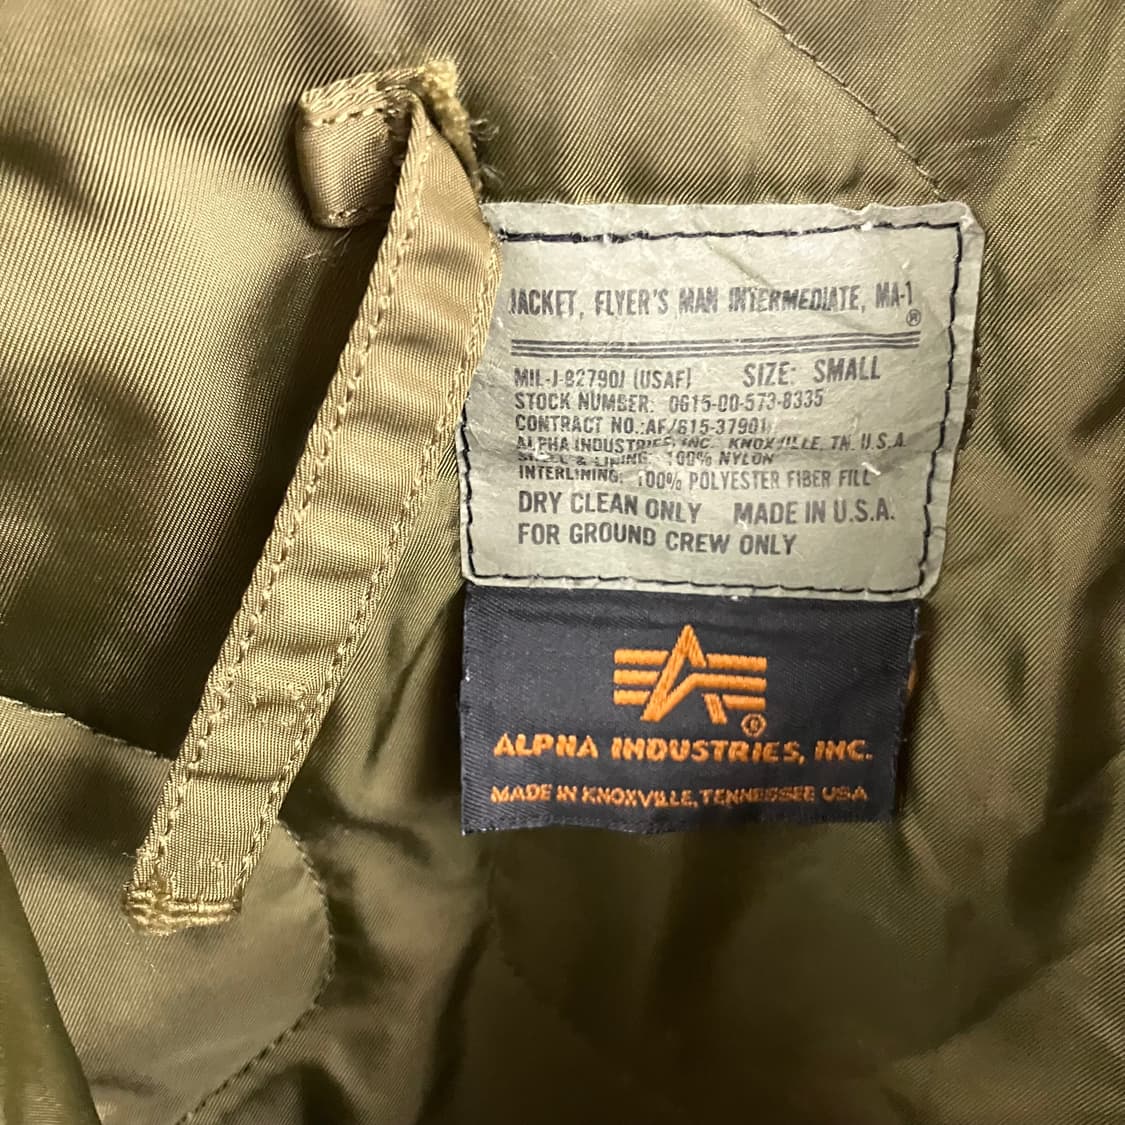 JACKET, FLYER'S MAN INTERMEDIATE, MA-1 ®
MIL-J-82790J (USAF) SIZE: SMALL
STOCK NUMBER: 0615-00-573-8335
CONTRACT NO.:AF/615-37901
ALPHA INDUSTRIES, INC. KNOXVILLE, TN. U.S.A.
SHELL & LINING: 100% NYLON
INTERLINING: 100% POLYESTER FIBER FILL
DRY CLEAN ONLY MADE IN U.S.A.
FOR GROUND CREW ONLY
®
ALPHA INDUSTRIES, INC.
MADE IN KNOXVILLE, TENNESSEE USA